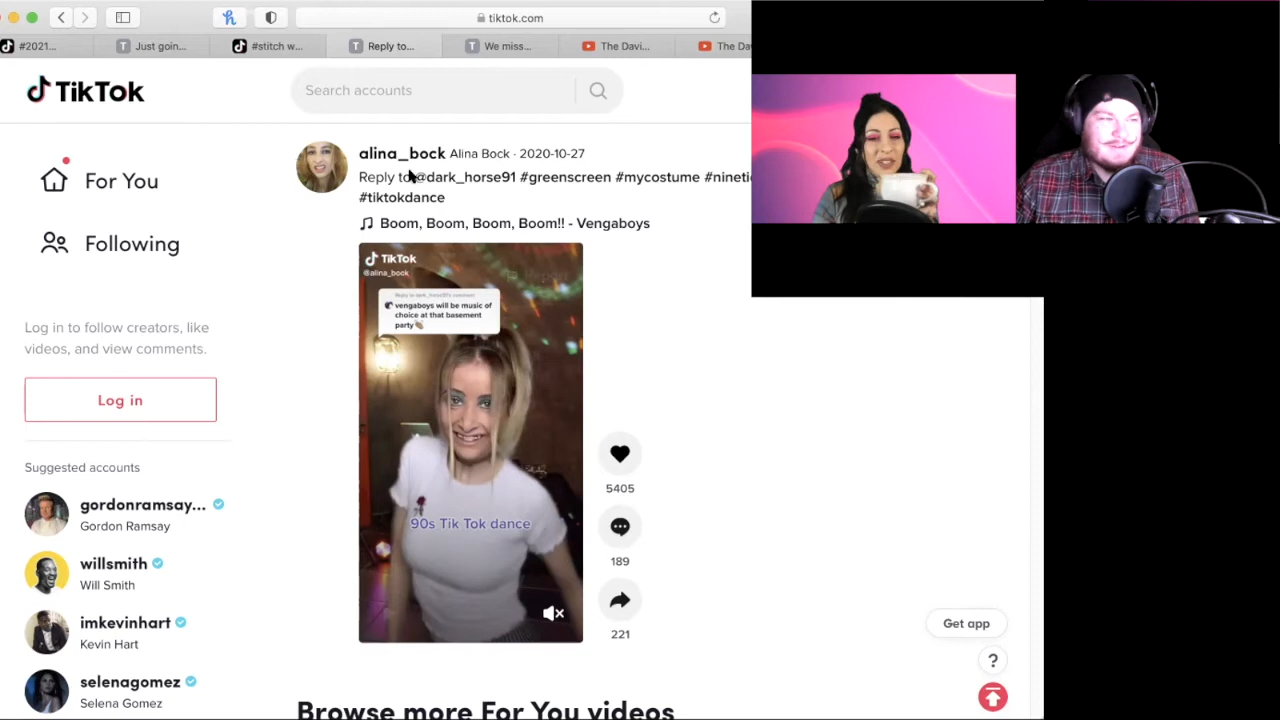 tiktok.com
#2021...
Just goin...
#stitch w...
Reply to...
We miss...
The Davi...
The Da
TikTok
Search accounts
alina_bock Alina Bock · 2020-10-27
Reply to @dark_horse91 #greenscreen #mycostume #nineti
#tiktokdance
Boom, Boom, Boom, Boom!! - Vengaboys
For You
Following
Log in to follow creators, like
videos, and view comments.
Log in
Suggested accounts
gordonramsay...
Gordon Ramsay
willsmith
Will Smith
imkevinhart
Kevin Hart
selenagomez
Selena Gomez
TikTok
@alina_bock
Reply to dark_horse91's comment
vengaboys will be music of
choice at that basement
party
90s Tik Tok dance
5405
189
221
Get app
?
Browse more For You videos